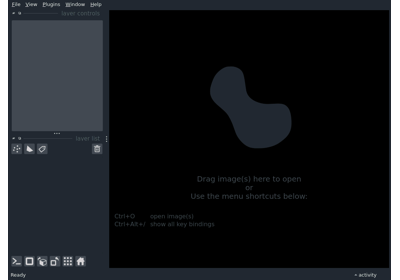 File View Plugins Window Help
layer controls
layer list
Drag image(s) here to open
or
Use the menu shortcuts below:
Ctrl+O open image(s)
Ctrl+Alt+/ show all key bindings
Ready
activity